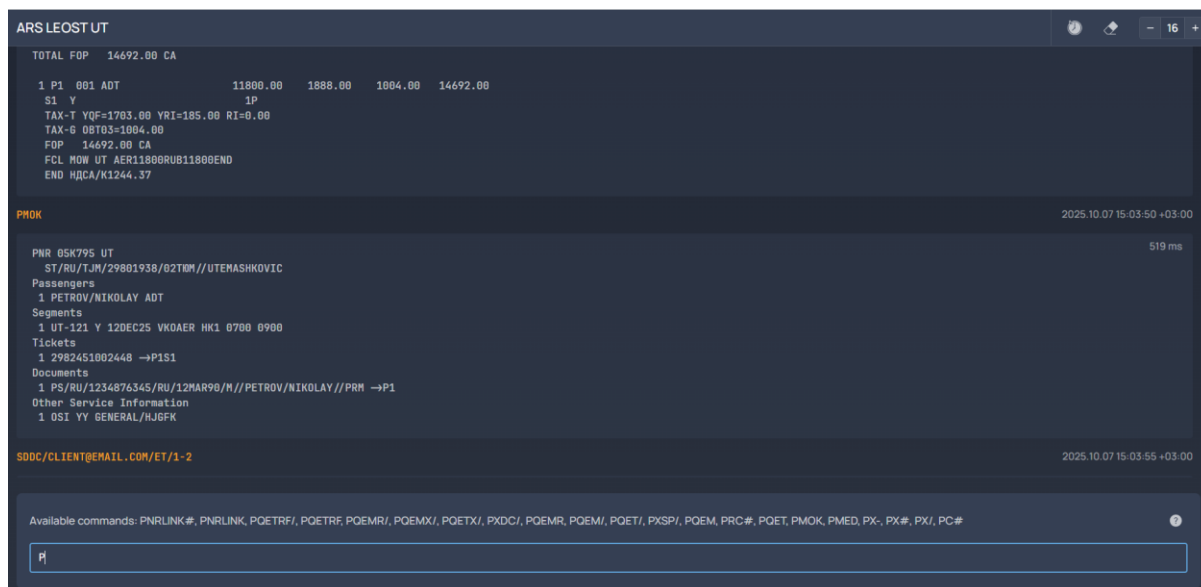 ARS LEOST UT
− 16 +
TOTAL FOP 14692.00 CA
1 P1 001 ADT 11800.00 1888.00 1004.00 14692.00
S1 Y 1P
TAX-T YQF=1703.00 YRI=185.00 RI=0.00
TAX-G OBT03=1004.00
FOP 14692.00 CA
FCL MOW UT AER11800RUB11800END
END НДСА/К1244.37
PMOK 2025.10.07 15:03:50 +03:00
519 ms
PNR 05K795 UT
ST/RU/TJM/29801938/02ТЮМ//UTEMASHKOVIC
Passengers
1 PETROV/NIKOLAY ADT
Segments
1 UT-121 Y 12DEC25 VKOAER HK1 0700 0900
Tickets
1 2982451002448 →P1S1
Documents
1 PS/RU/1234876345/RU/12MAR90/M//PETROV/NIKOLAY//PRM →P1
Other Service Information
1 OSI YY GENERAL/HJGFK
SDDC/CLIENT@EMAIL.COM/ET/1-2 2025.10.07 15:03:55 +03:00
Available commands: PNRLINK#, PNRLINK, PQETRF/, PQETRF, PQEMR/, PQEMX/, PQETX/, PXDC/, PQEMR, PQEM/, PQET/, PXSP/, PQEM, PRC#, PQET, PMOK, PMED, PX-, PX#, PX/, PC#
?
P